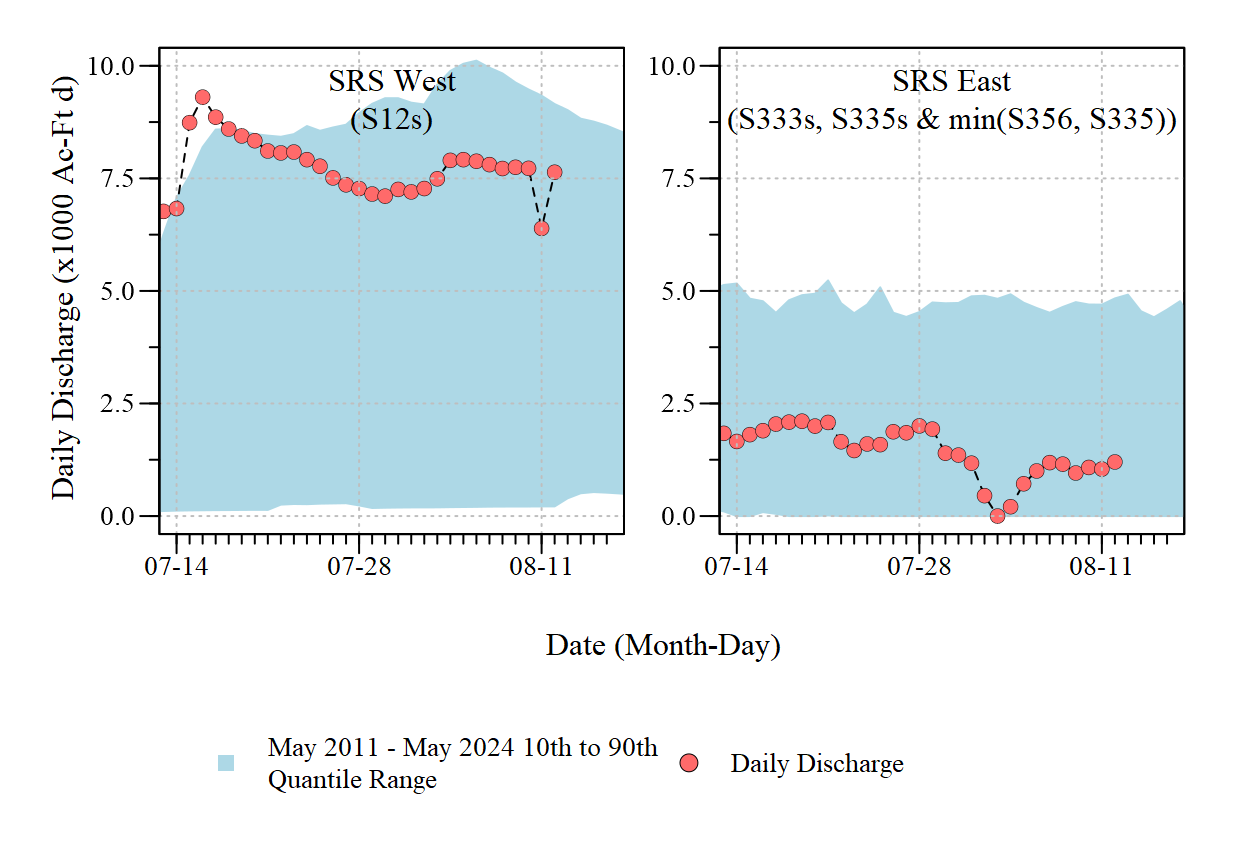 SRS West
(S12s)
10.0
7.5
5.0
2.5
0.0
07-14
07-28
08-11
Daily Discharge (x1000 Ac-Ft d)
SRS East
(S333s, S335s & min(S356, S335))
10.0
7.5
5.0
2.5
0.0
07-14
07-28
08-11
Date (Month-Day)
May 2011 - May 2024 10th to 90th
Quantile Range
Daily Discharge